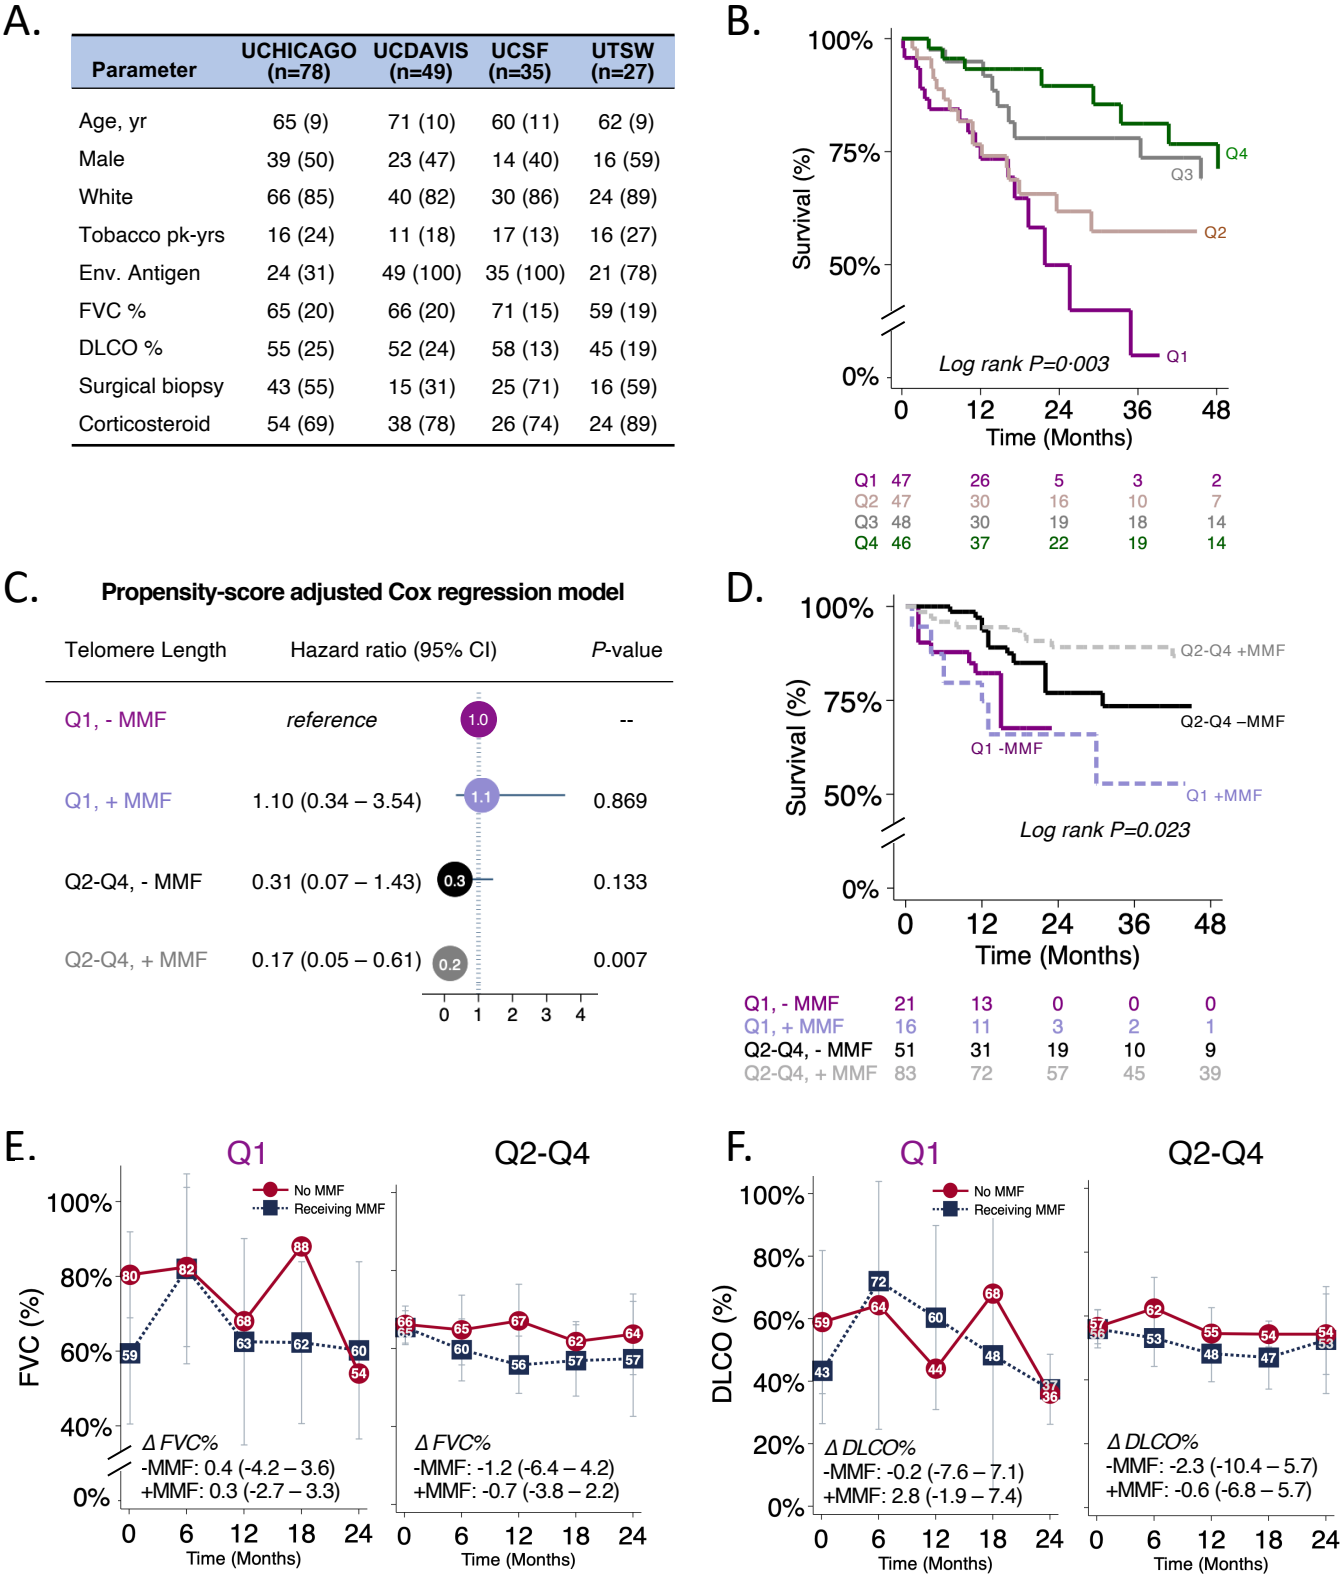 A.
Parameter UCHICAGO (n=78) UCDAVIS (n=49) UCSF (n=35) UTSW (n=27)
Age, yr 65 (9) 71 (10) 60 (11) 62 (9)
Male 39 (50) 23 (47) 14 (40) 16 (59)
White 66 (85) 40 (82) 30 (86) 24 (89)
Tobacco pk-yrs 16 (24) 11 (18) 17 (13) 16 (27)
Env. Antigen 24 (31) 49 (100) 35 (100) 21 (78)
FVC % 65 (20) 66 (20) 71 (15) 59 (19)
DLCO % 55 (25) 52 (24) 58 (13) 45 (19)
Surgical biopsy 43 (55) 15 (31) 25 (71) 16 (59)
Corticosteroid 54 (69) 38 (78) 26 (74) 24 (89)
B.
Survival (%)
100%
75%
50%
0%
Q4
Q3
Q2
Q1
Log rank P=0·003
0 12 24 36 48
Time (Months)
Q1 47 26 5 3 2
Q2 47 30 16 10 7
Q3 48 30 19 18 14
Q4 46 37 22 19 14
C.
Propensity-score adjusted Cox regression model
Telomere Length Hazard ratio (95% CI) P-value
Q1, - MMF reference 1.0 --
Q1, + MMF 1.10 (0.34 – 3.54) 1.1 0.869
Q2-Q4, - MMF 0.31 (0.07 – 1.43) 0.3 0.133
Q2-Q4, + MMF 0.17 (0.05 – 0.61) 0.2 0.007
0 1 2 3 4
D.
Survival (%)
100%
75%
50%
0%
Q2-Q4 +MMF
Q2-Q4 –MMF
Q1 -MMF
Q1 +MMF
Log rank P=0.023
0 12 24 36 48
Time (Months)
Q1, - MMF 21 13 0 0 0
Q1, + MMF 16 11 3 2 1
Q2-Q4, - MMF 51 31 19 10 9
Q2-Q4, + MMF 83 72 57 45 39
E.
Q1
Q2-Q4
No MMF
Receiving MMF
FVC (%)
100%
80%
60%
40%
0%
80 82 68 88 54
59 63 62 60
66 65 67 62 64
65 60 56 57 57
Δ FVC%
-MMF: 0.4 (-4.2 – 3.6)
+MMF: 0.3 (-2.7 – 3.3)
Δ FVC%
-MMF: -1.2 (-6.4 – 4.2)
+MMF: -0.7 (-3.8 – 2.2)
0 6 12 18 24
Time (Months)
0 6 12 18 24
Time (Months)
F.
Q1
Q2-Q4
No MMF
Receiving MMF
DLCO (%)
100%
80%
60%
40%
20%
0%
59 64 44 68 36
43 72 60 48 37
57 62 55 54 54
56 53 48 47 53
Δ DLCO%
-MMF: -0.2 (-7.6 – 7.1)
+MMF: 2.8 (-1.9 – 7.4)
Δ DLCO%
-MMF: -2.3 (-10.4 – 5.7)
+MMF: -0.6 (-6.8 – 5.7)
0 6 12 18 24
Time (Months)
0 6 12 18 24
Time (Months)